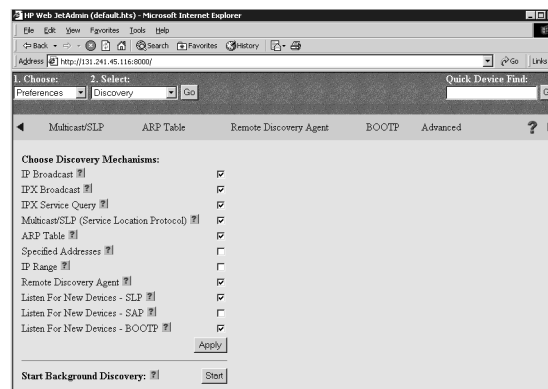 HP Web JetAdmin (default.hts) - Microsoft Internet Explorer
File Edit View Favorites Tools Help
Back Search Favorites History
Address http://131.241.45.116:8000/ Go Links
1. Choose: 2. Select: Quick Device Find:
Preferences Discovery Go
Multicast/SLP ARP Table Remote Discovery Agent BOOTP Advanced ?
Choose Discovery Mechanisms:
IP Broadcast ?
IPX Broadcast ?
IPX Service Query ?
Multicast/SLP (Service Location Protocol) ?
ARP Table ?
Specified Addresses ?
IP Range ?
Remote Discovery Agent ?
Listen For New Devices - SLP ?
Listen For New Devices - SAP ?
Listen For New Devices - BOOTP ?
Apply
Start Background Discovery: ? Start